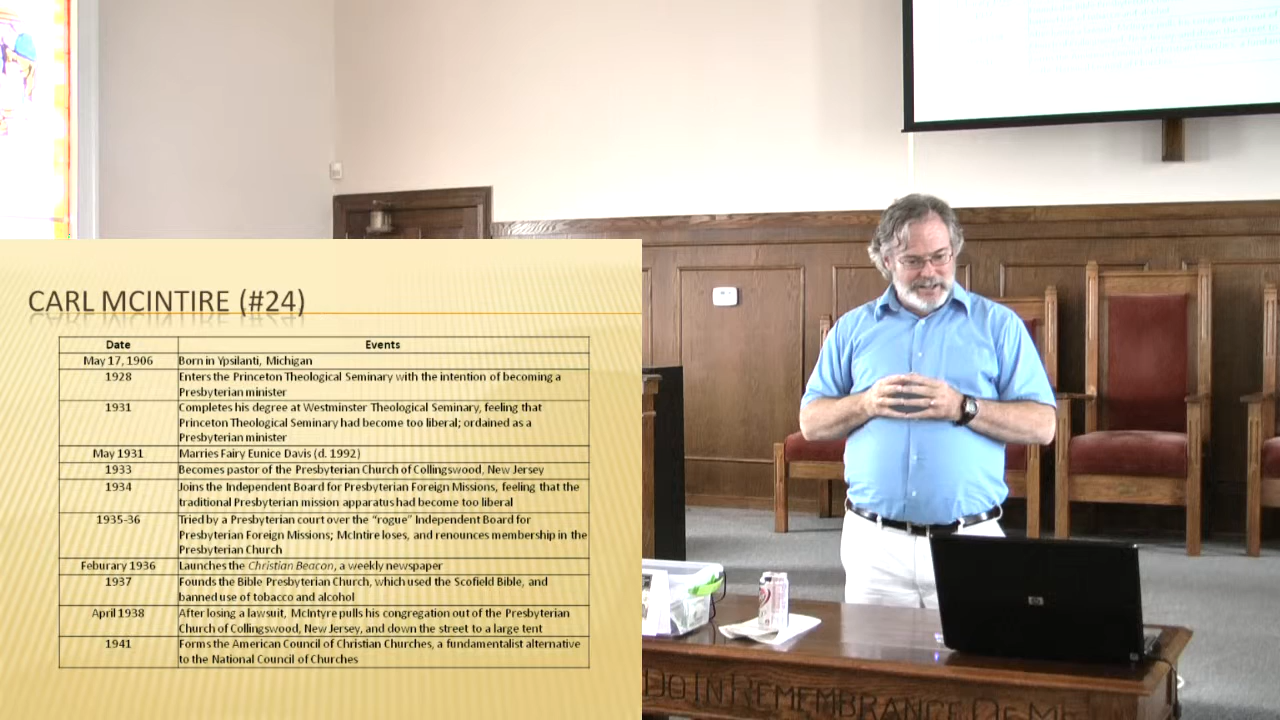 CARL MCINTIRE (#24)
Date Events
May 17, 1906 Born in Ypsilanti, Michigan
1928 Enters the Princeton Theological Seminary with the intention of becoming a
Presbyterian minister
1931 Completes his degree at Westminster Theological Seminary, feeling that
Princeton Theological Seminary had become too liberal; ordained as a
Presbyterian minister
May 1931 Marries Fairy Eunice Davis (d. 1992)
1933 Becomes pastor of the Presbyterian Church of Collingswood, New Jersey
1934 Joins the Independent Board for Presbyterian Foreign Missions, feeling that the
traditional Presbyterian mission apparatus had become too liberal
1935-36 Tried by a Presbyterian court over the “rogue” Independent Board for
Presbyterian Foreign Missions; McIntire loses, and renounces membership in the
Presbyterian Church
Feburary 1936 Launches the Christian Beacon, a weekly newspaper
1937 Founds the Bible Presbyterian Church, which used the Scofield Bible, and
banned use of tobacco and alcohol
April 1938 After losing a lawsuit, McIntyre pulls his congregation out of the Presbyterian
Church of Collingswood, New Jersey, and down the street to a large tent
1941 Forms the American Council of Christian Churches, a fundamentalist alternative
to the National Council of Churches
DO IN REMEMBRANCE OF ME